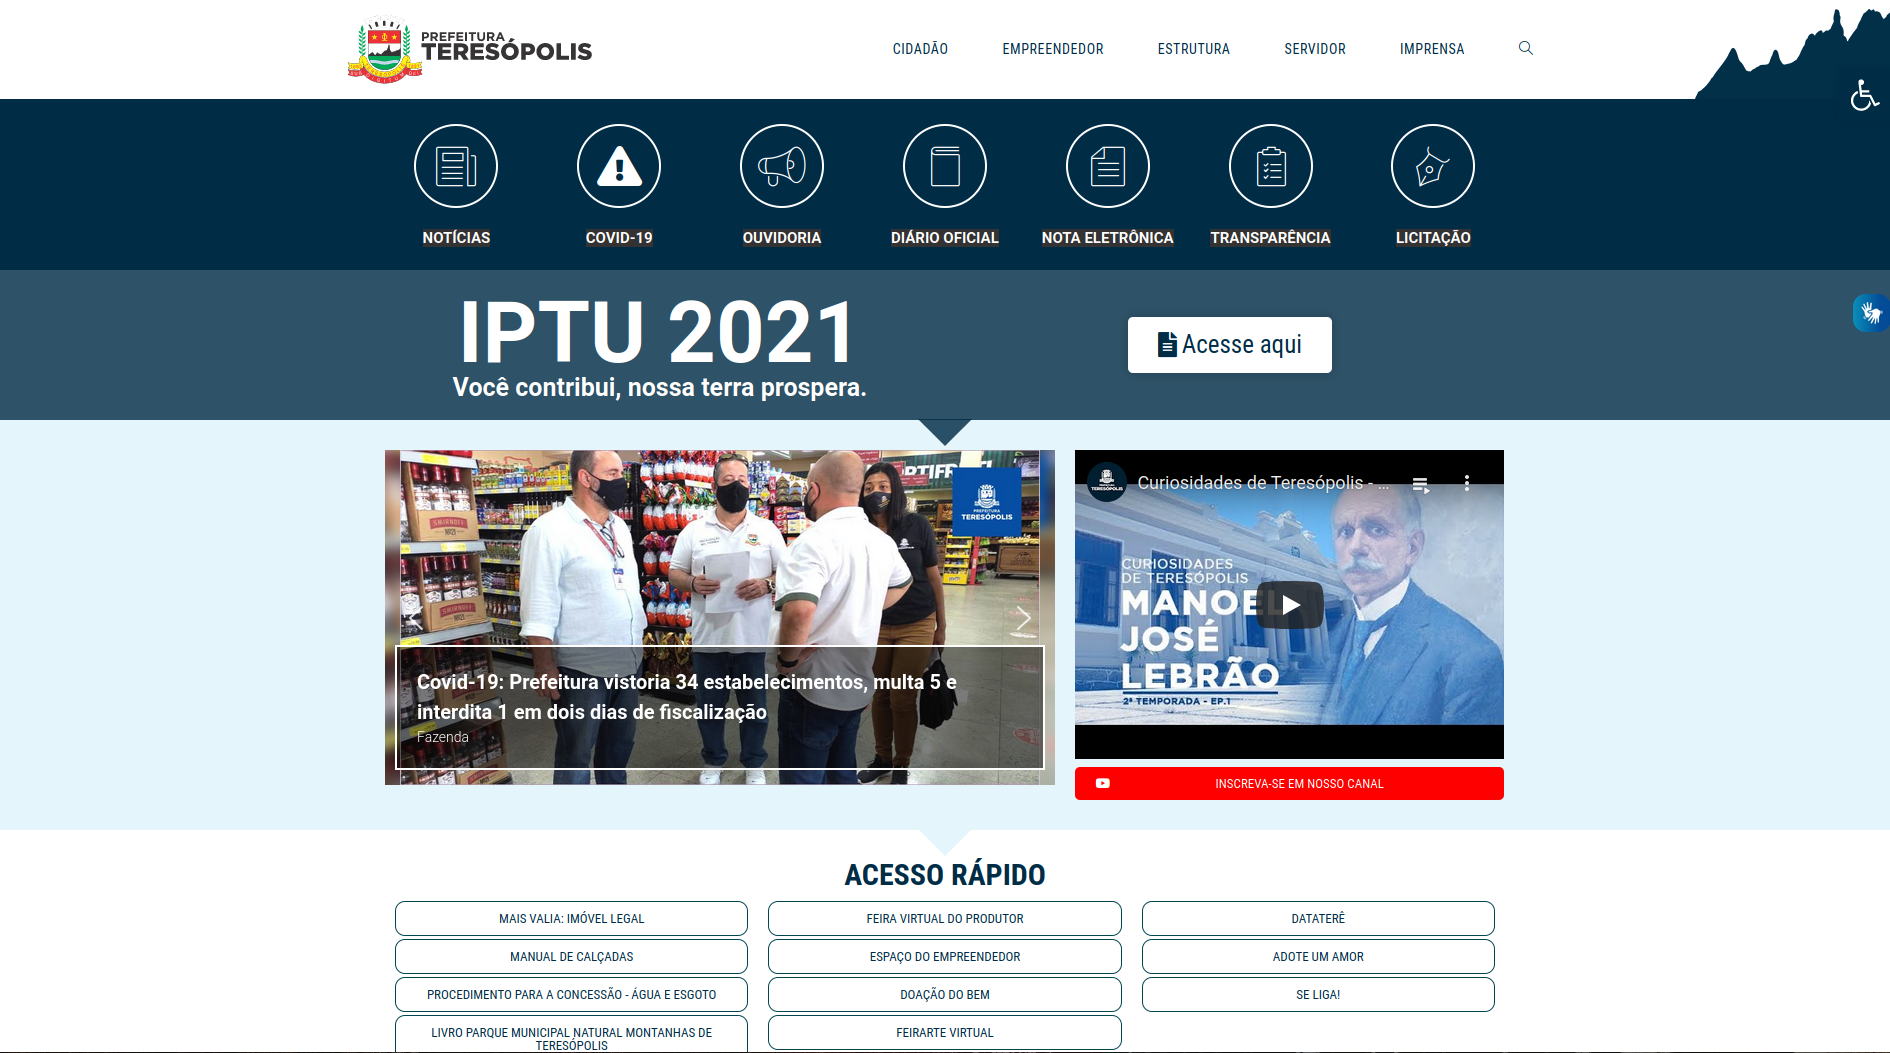 PREFEITURA
TERESÓPOLIS
CIDADÃO
EMPREENDEDOR
ESTRUTURA
SERVIDOR
IMPRENSA
NOTÍCIAS
COVID-19
OUVIDORIA
DIÁRIO OFICIAL
NOTA ELETRÔNICA
TRANSPARÊNCIA
LICITAÇÃO
IPTU 2021
Você contribui, nossa terra prospera.
Acesse aqui
PREFEITURA
TERESÓPOLIS
SMIRNOFF
SMIRNOFF
Covid-19: Prefeitura vistoria 34 estabelecimentos, multa 5 e
interdita 1 em dois dias de fiscalização
Fazenda
TERESÓPOLIS
Curiosidades de Teresópolis - ...
CURIOSIDADES
DE TERESÓPOLIS
MANOEL
JOSÉ
LEBRÃO
2ª TEMPORADA - EP.1
INSCREVA-SE EM NOSSO CANAL
ACESSO RÁPIDO
MAIS VALIA: IMÓVEL LEGAL
FEIRA VIRTUAL DO PRODUTOR
DATATERÊ
MANUAL DE CALÇADAS
ESPAÇO DO EMPREENDEDOR
ADOTE UM AMOR
PROCEDIMENTO PARA A CONCESSÃO - ÁGUA E ESGOTO
DOAÇÃO DO BEM
SE LIGA!
LIVRO PARQUE MUNICIPAL NATURAL MONTANHAS DE
TERESÓPOLIS
FEIRARTE VIRTUAL